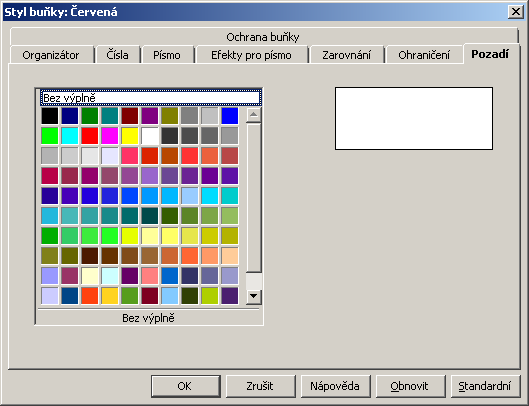 Styl buňky: Červená
Ochrana buňky
Organizátor Čísla Písmo Efekty pro písmo Zarovnání Ohraničení Pozadí
Bez výplně
Bez výplně
OK Zrušit Nápověda Obnovit Standardní